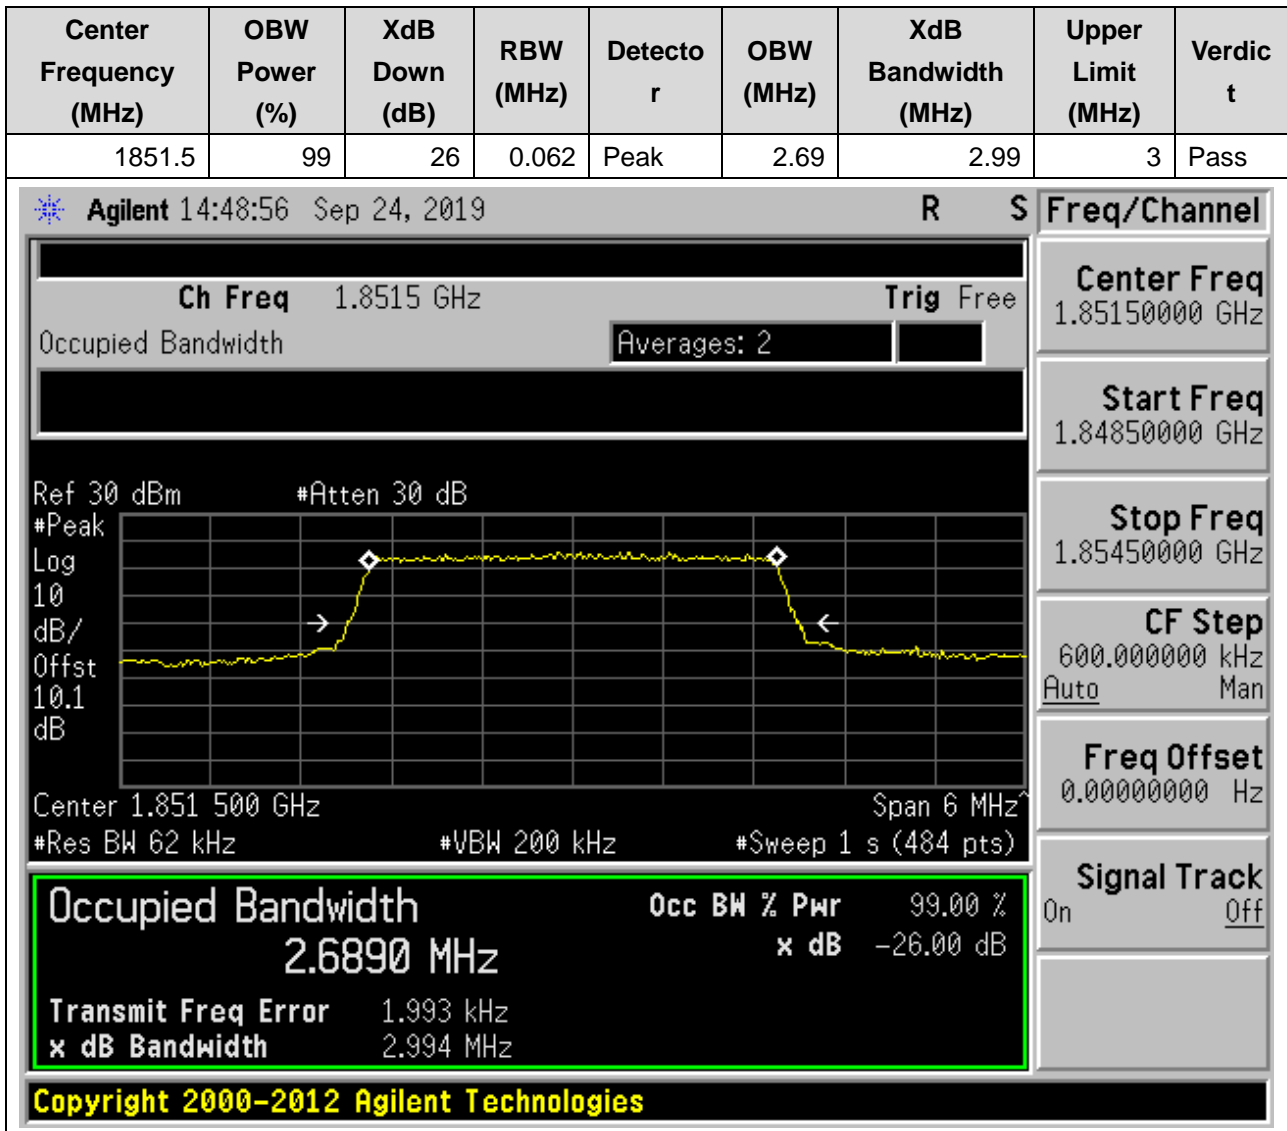 Center Frequency (MHz) OBW Power (%) XdB Down (dB) RBW (MHz) Detector OBW (MHz) XdB Bandwidth (MHz) Upper Limit (MHz) Verdict
1851.5 99 26 0.062 Peak 2.69 2.99 3 Pass
Agilent 14:48:56 Sep 24, 2019 R S Freq/Channel
Ch Freq 1.8515 GHz Trig Free
Occupied Bandwidth Averages: 2
Center Freq
1.85150000 GHz
Start Freq
1.84850000 GHz
Stop Freq
1.85450000 GHz
CF Step
600.000000 kHz
Auto Man
Freq Offset
0.00000000 Hz
Signal Track
On Off
Ref 30 dBm #Atten 30 dB
#Peak
Log
10
dB/
Offst
10.1
dB
Center 1.851 500 GHz Span 6 MHz^
#Res BW 62 kHz #VBW 200 kHz #Sweep 1 s (484 pts)
Occupied Bandwidth Occ BW % Pwr 99.00 %
2.6890 MHz x dB -26.00 dB
Transmit Freq Error 1.993 kHz
x dB Bandwidth 2.994 MHz
Copyright 2000-2012 Agilent Technologies